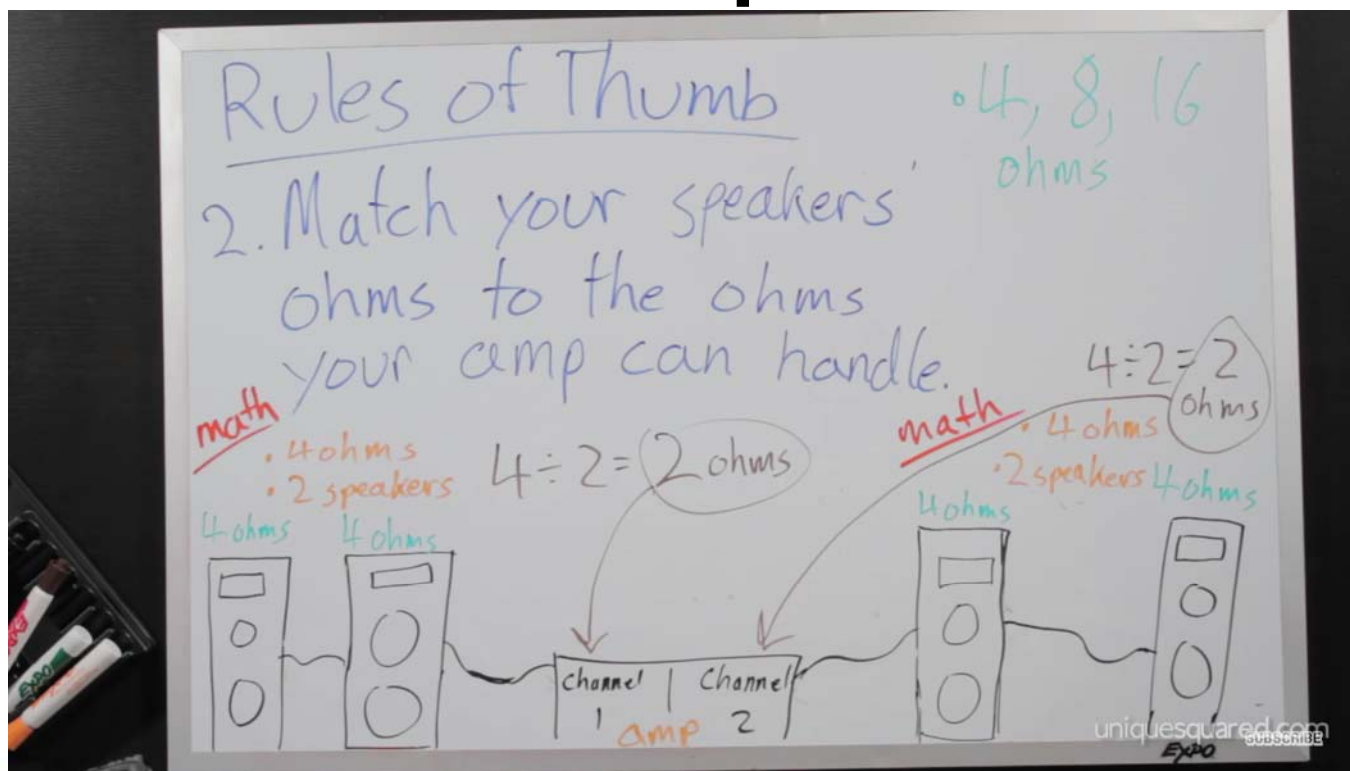 Rules of Thumb
• 4, 8, 16
ohms
2. Match your speakers'
ohms to the ohms
your amp can handle.
math
• 4 ohms
• 2 speakers
4 ÷ 2 = 2 ohms
4 ohms
4 ohms
math
4 ÷ 2 = 2
ohms
• 4 ohms
• 2 speakers
4 ohms
4 ohms
Channel
1
Channel
2
amp
uniquesquared.com
SUBSCRIBE
EXPO
EXPO